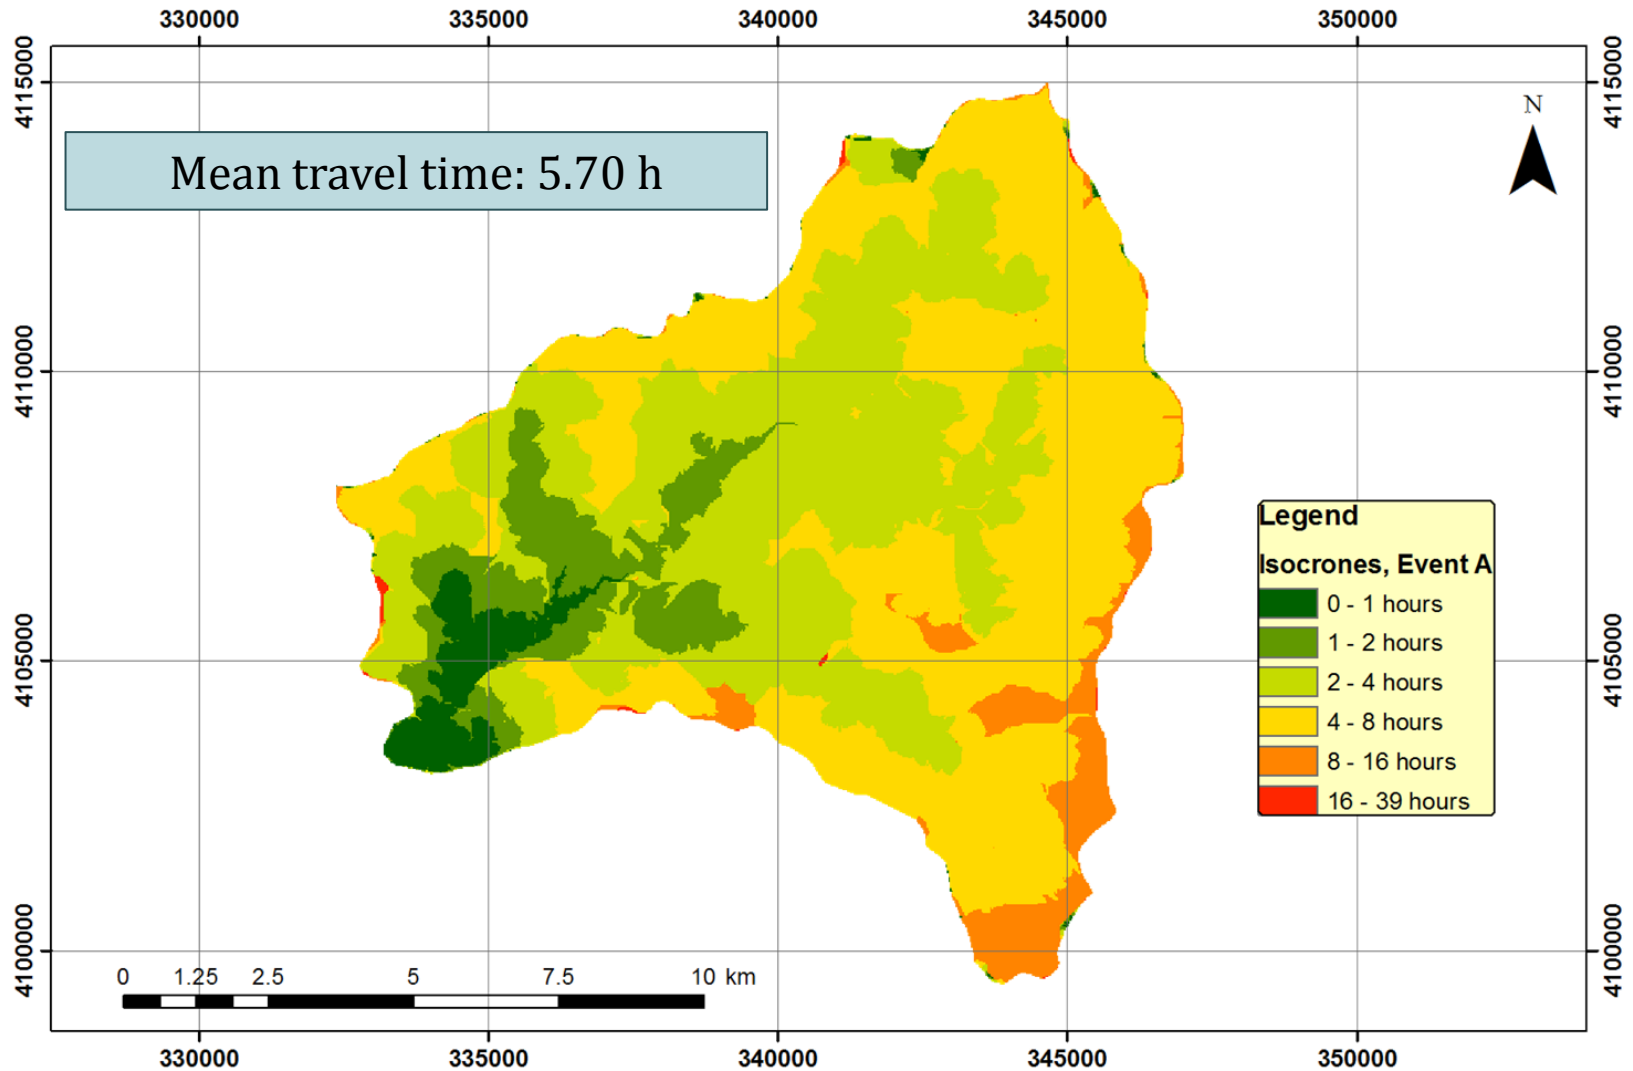 330000 335000 340000 345000 350000
4115000 4115000
N
Mean travel time: 5.70 h
4110000 4110000
Legend
Isocrones, Event A
0 - 1 hours
1 - 2 hours
2 - 4 hours
4 - 8 hours
8 - 16 hours
16 - 39 hours
4105000 4105000
4100000 4100000
0 1.25 2.5 5 7.5 10 km
330000 335000 340000 345000 350000